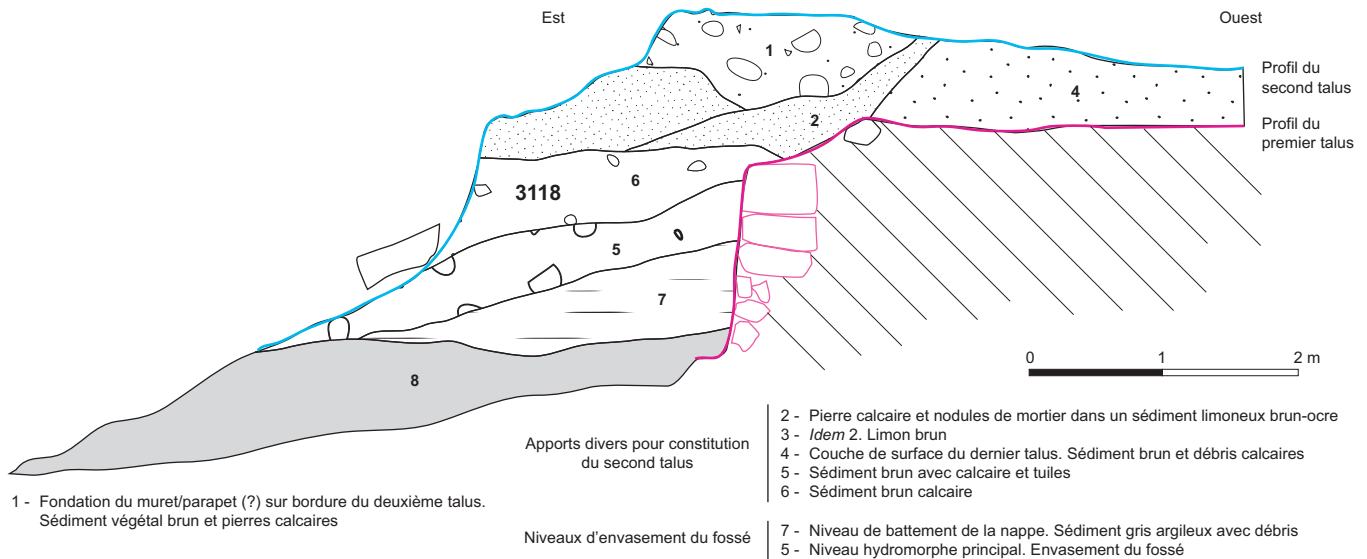 Est
Ouest
1
Profil du
second talus
4
Profil du
premier talus
2
6
3118
5
7
0 1 2 m
8
Apports divers pour constitution
du second talus
2 - Pierre calcaire et nodules de mortier dans un sédiment limoneux brun-ocre
3 - Idem 2. Limon brun
4 - Couche de surface du dernier talus. Sédiment brun et débris calcaires
5 - Sédiment brun avec calcaire et tuiles
6 - Sédiment brun calcaire
1 - Fondation du muret/parapet (?) sur bordure du deuxième talus.
Sédiment végétal brun et pierres calcaires
Niveaux d'envasement du fossé
7 - Niveau de battement de la nappe. Sédiment gris argileux avec débris
5 - Niveau hydromorphe principal. Envasement du fossé